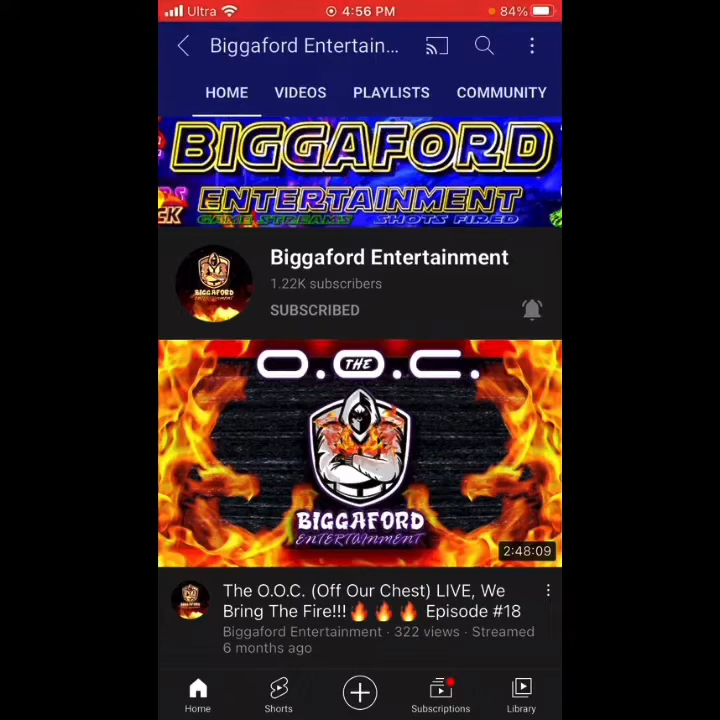 Ultra 4:56 PM 84%
Biggaford Entertain...
HOME VIDEOS PLAYLISTS COMMUNITY
BIGGAFORD
ENTERTAINMENT
GAME STREAMS SHOTS FIRED
Biggaford Entertainment
1.22K subscribers
SUBSCRIBED
O. THE O.C.
BIGGAFORD
ENTERTAINMENT
2:48:09
The O.O.C. (Off Our Chest) LIVE, We
Bring The Fire!!!🔥🔥🔥 Episode #18
Biggaford Entertainment · 322 views · Streamed
6 months ago
Home Shorts Subscriptions Library